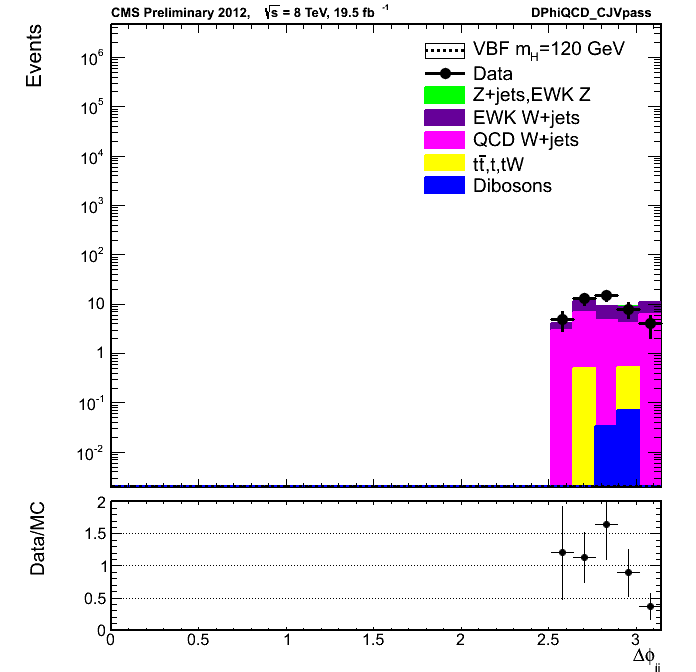 CMS Preliminary 2012, √s = 8 TeV, 19.5 fb⁻¹ DPhiQCD_CJVpass
Events
10⁶
10⁵
10⁴
10³
10²
10
1
10⁻¹
10⁻²
VBF m_H=120 GeV
Data
Z+jets,EWK Z
EWK W+jets
QCD W+jets
tt̄,t,tW
Dibosons
Data/MC
2
1.5
1
0.5
0
0 0.5 1 1.5 2 2.5 3
Δϕ_jj